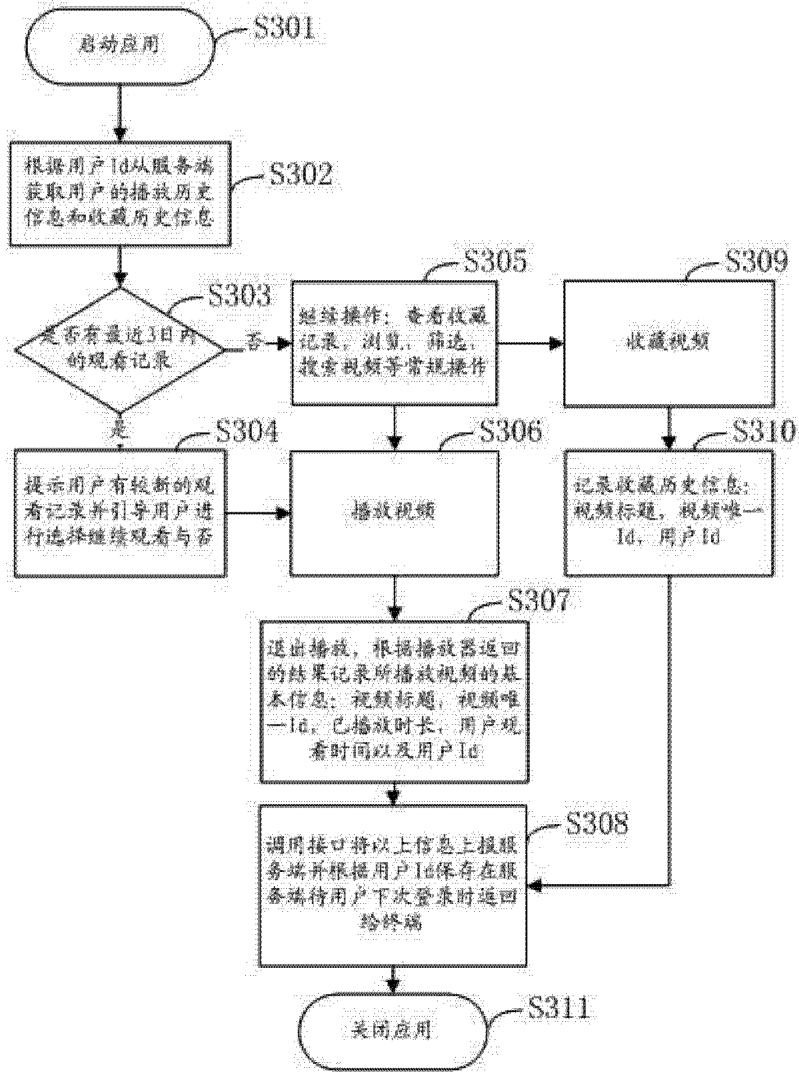 启动应用
S301
根据用户Id从服务端
获取用户的播放历史
信息和收藏历史信息
S302
是否有最近3日内
的观看记录
S303
否
是
提示用户有较断的观
看记录并引导用户进
行选择继续观看与否
S304
继续操作：查看收藏
记录，浏览，筛选，
搜索视频等常规操作
S305
播放视频
S306
收藏视频
S309
记录收藏历史信息：
视频标题，视频唯一
Id，用户Id
S310
退出播放，根据播放器返回
的结果记录所播放视频的基
本信息：视频标题，视频唯
一Id，已播放时长，用户观
看时间以及用户Id
S307
调用接口将以上信息上报服
务端并根据用户Id保存在服
务端待用户下次登录时返回
给终端
S308
关闭应用
S311